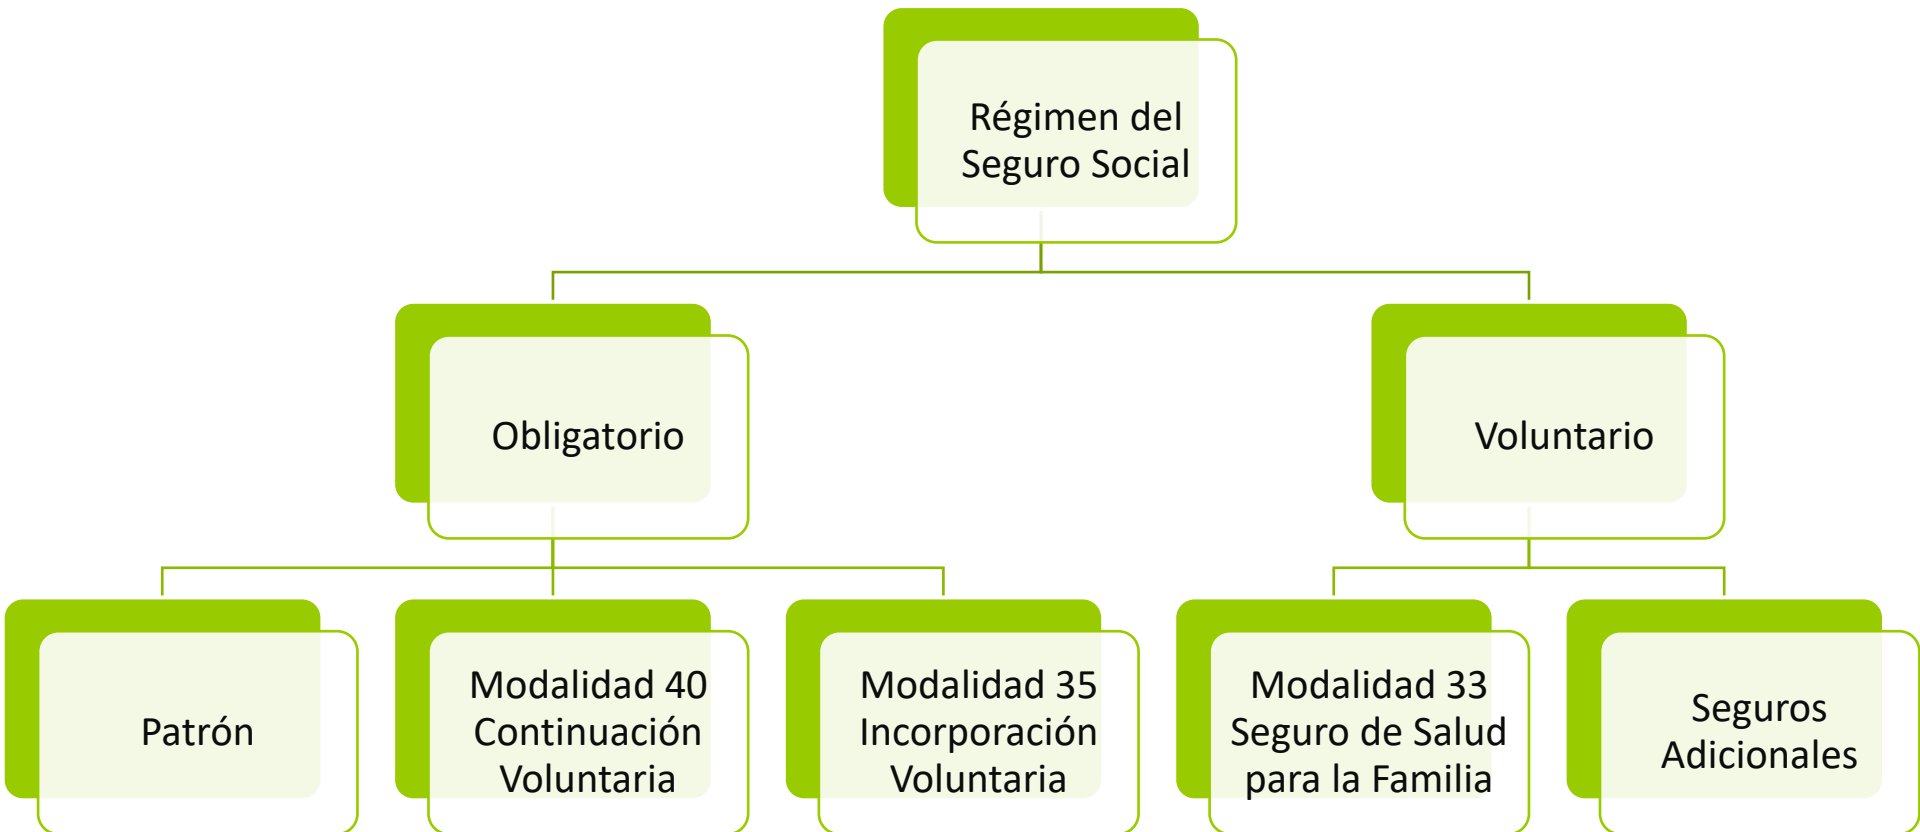 Régimen del
Seguro Social
Obligatorio
Voluntario
Patrón
Modalidad 40
Continuación
Voluntaria
Modalidad 35
Incorporación
Voluntaria
Modalidad 33
Seguro de Salud
para la Familia
Seguros
Adicionales